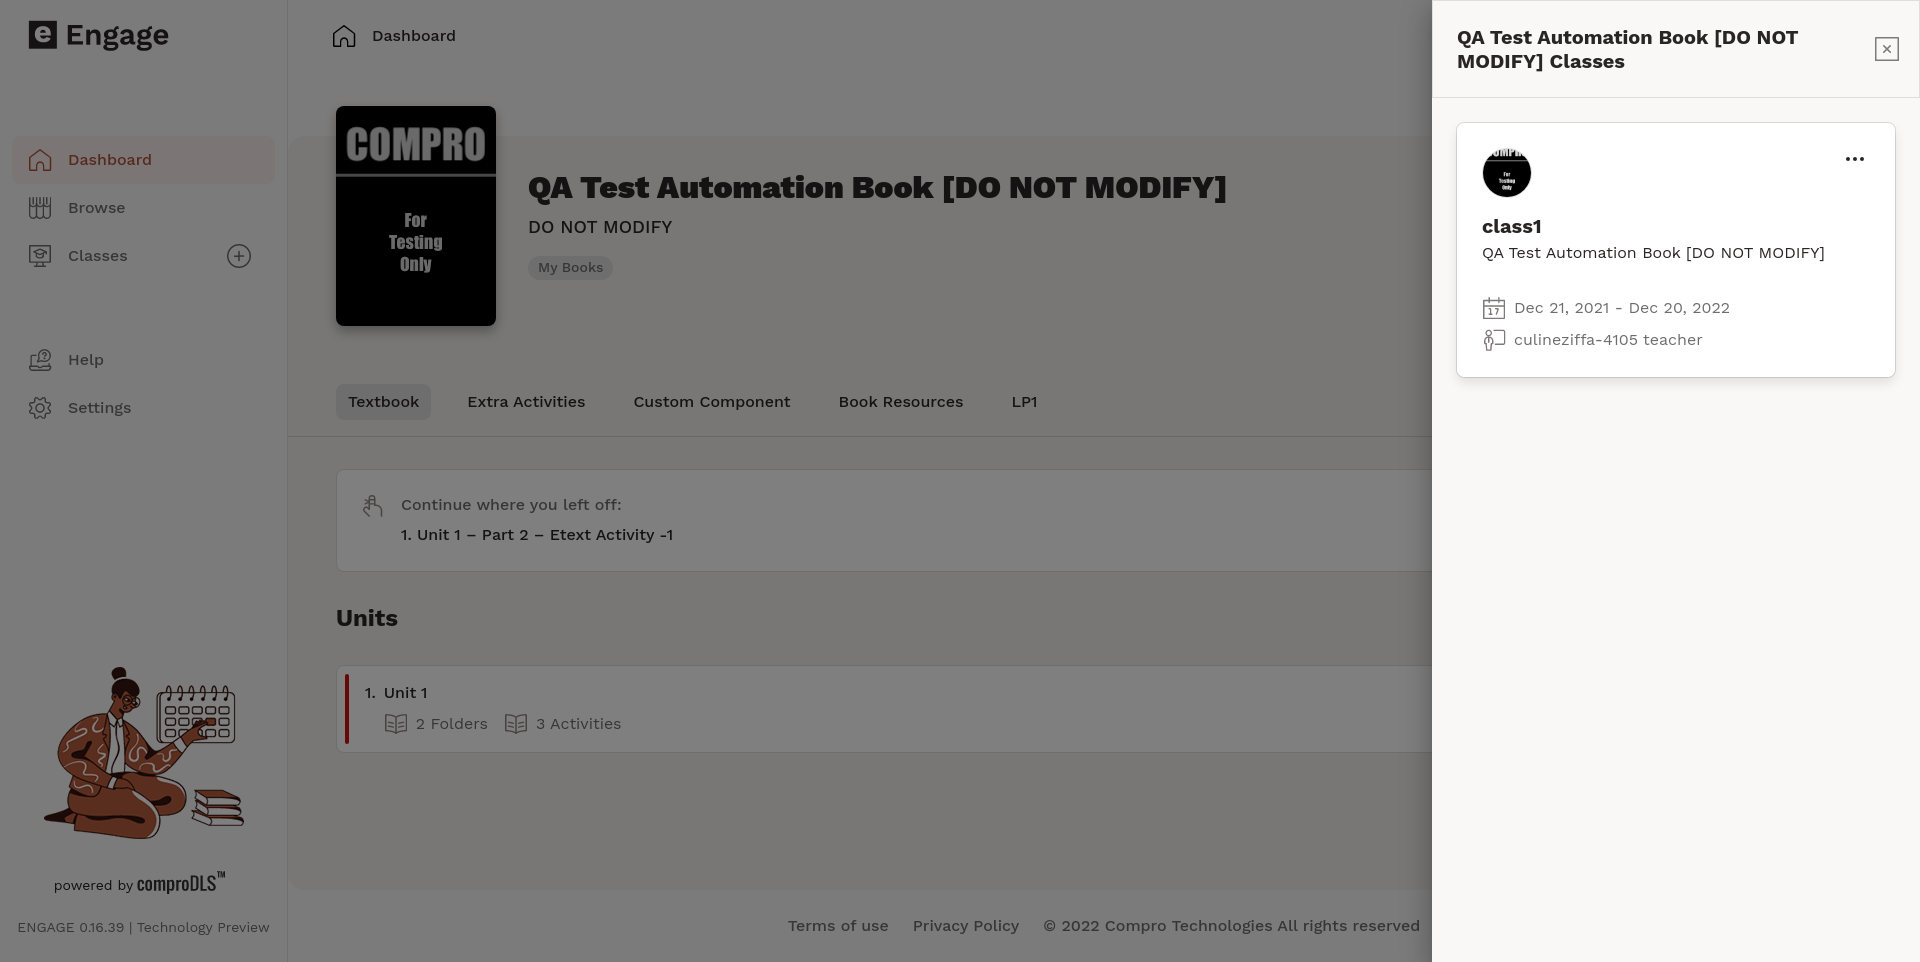 e Engage
Dashboard
Browse
Classes
Help
Settings
powered by comproDLS™
ENGAGE 0.16.39 | Technology Preview
Dashboard
COMPRO
For
Testing
Only
QA Test Automation Book [DO NOT MODIFY]
DO NOT MODIFY
My Books
Textbook Extra Activities Custom Component Book Resources LP1
Continue where you left off:
1. Unit 1 – Part 2 – Etext Activity -1
Units
1. Unit 1
2 Folders 3 Activities
Terms of use Privacy Policy © 2022 Compro Technologies All rights reserved
QA Test Automation Book [DO NOT
MODIFY] Classes
COMPRO
For
Testing
Only
class1
QA Test Automation Book [DO NOT MODIFY]
17
Dec 21, 2021 - Dec 20, 2022
culineziffa-4105 teacher